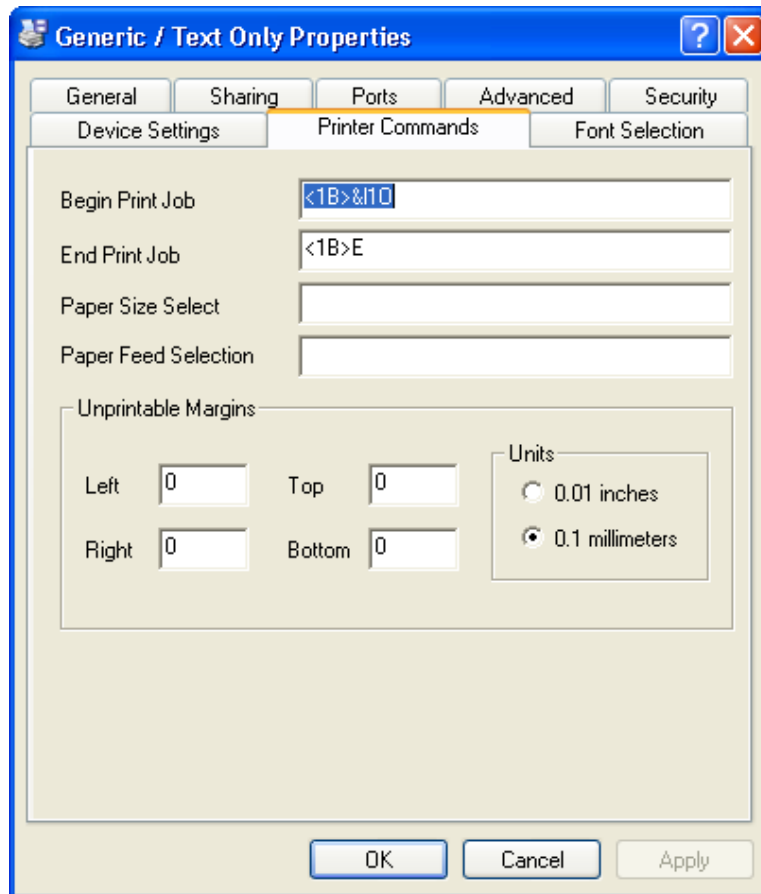 Generic / Text Only Properties
General Sharing Ports Advanced Security
Device Settings Printer Commands Font Selection
Begin Print Job <1B>&l1O
End Print Job <1B>E
Paper Size Select
Paper Feed Selection
Unprintable Margins
Left 0 Top 0
Right 0 Bottom 0
Units
0.01 inches
0.1 millimeters
OK Cancel Apply